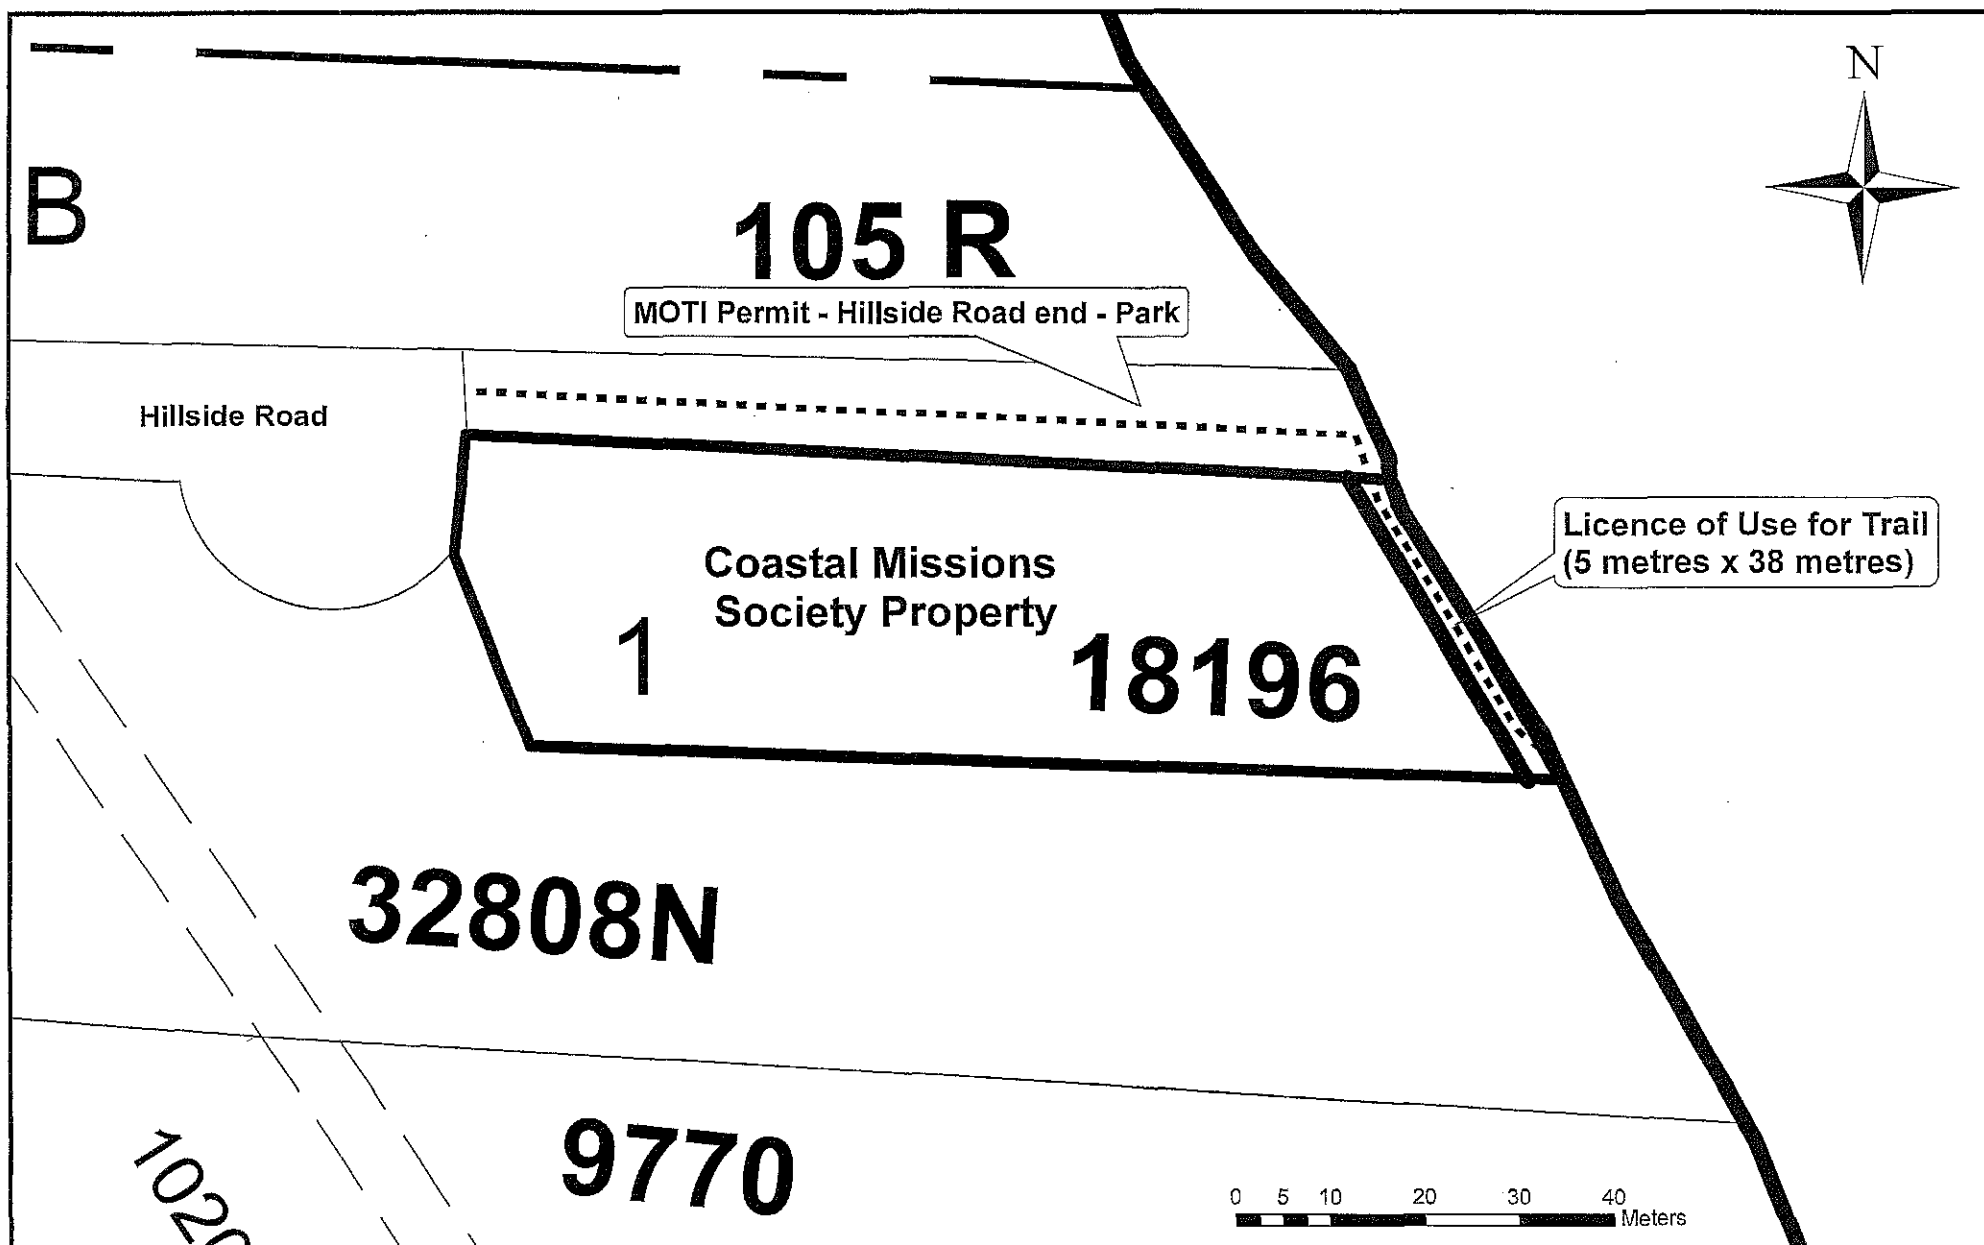 N
B
105 R
MOTI Permit - Hillside Road end - Park
Hillside Road
Licence of Use for Trail
(5 metres x 38 metres)
Coastal Missions
Society Property
1
18196
32808N
9770
0 5 10 20 30 40
Meters